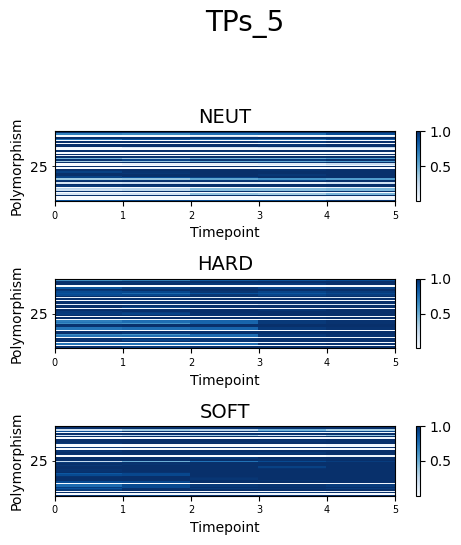 TPs_5
NEUT
Polymorphism
25
0 1 2 3 4 5
Timepoint
1.0
0.5
HARD
Polymorphism
25
0 1 2 3 4 5
Timepoint
1.0
0.5
SOFT
Polymorphism
25
0 1 2 3 4 5
Timepoint
1.0
0.5